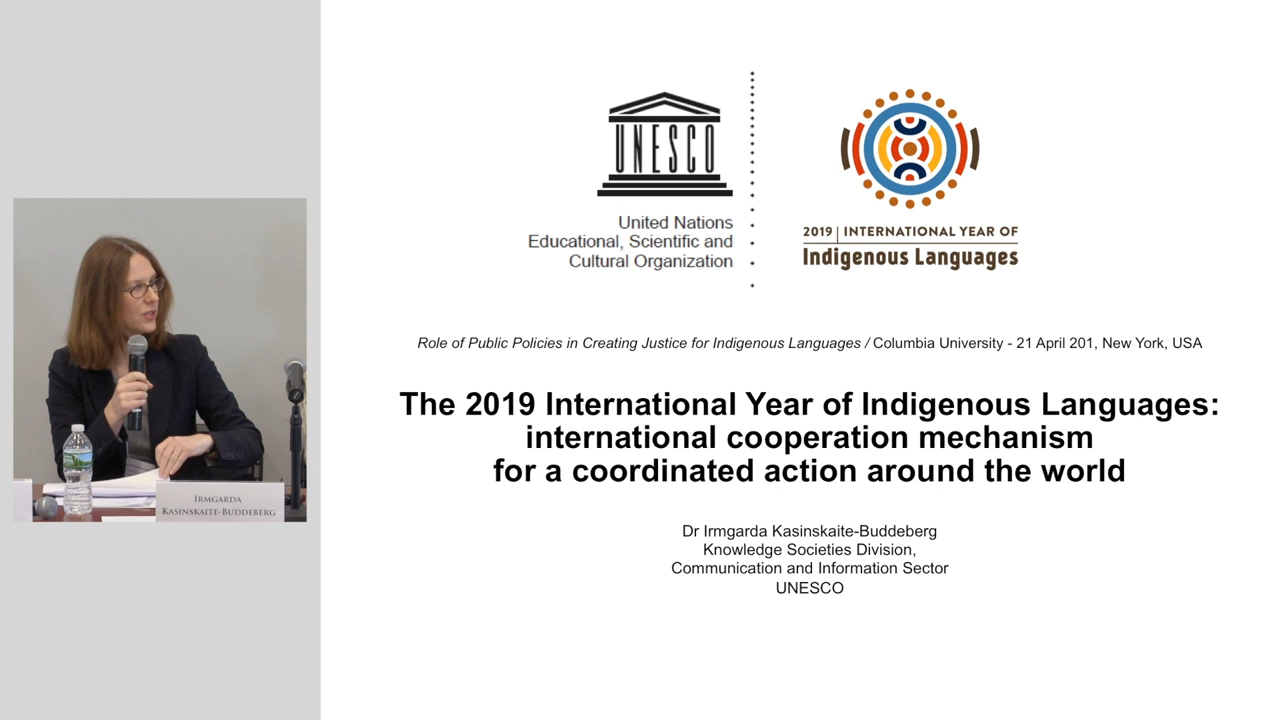 UNESCO
United Nations
Educational, Scientific and
Cultural Organization
2019 | INTERNATIONAL YEAR OF
Indigenous Languages
Role of Public Policies in Creating Justice for Indigenous Languages / Columbia University - 21 April 201, New York, USA
The 2019 International Year of Indigenous Languages:
international cooperation mechanism
for a coordinated action around the world
Dr Irmgarda Kasinskaite-Buddeberg
Knowledge Societies Division,
Communication and Information Sector
UNESCO
IRMGARDA
KASINSKAITE-BUDDEBERG